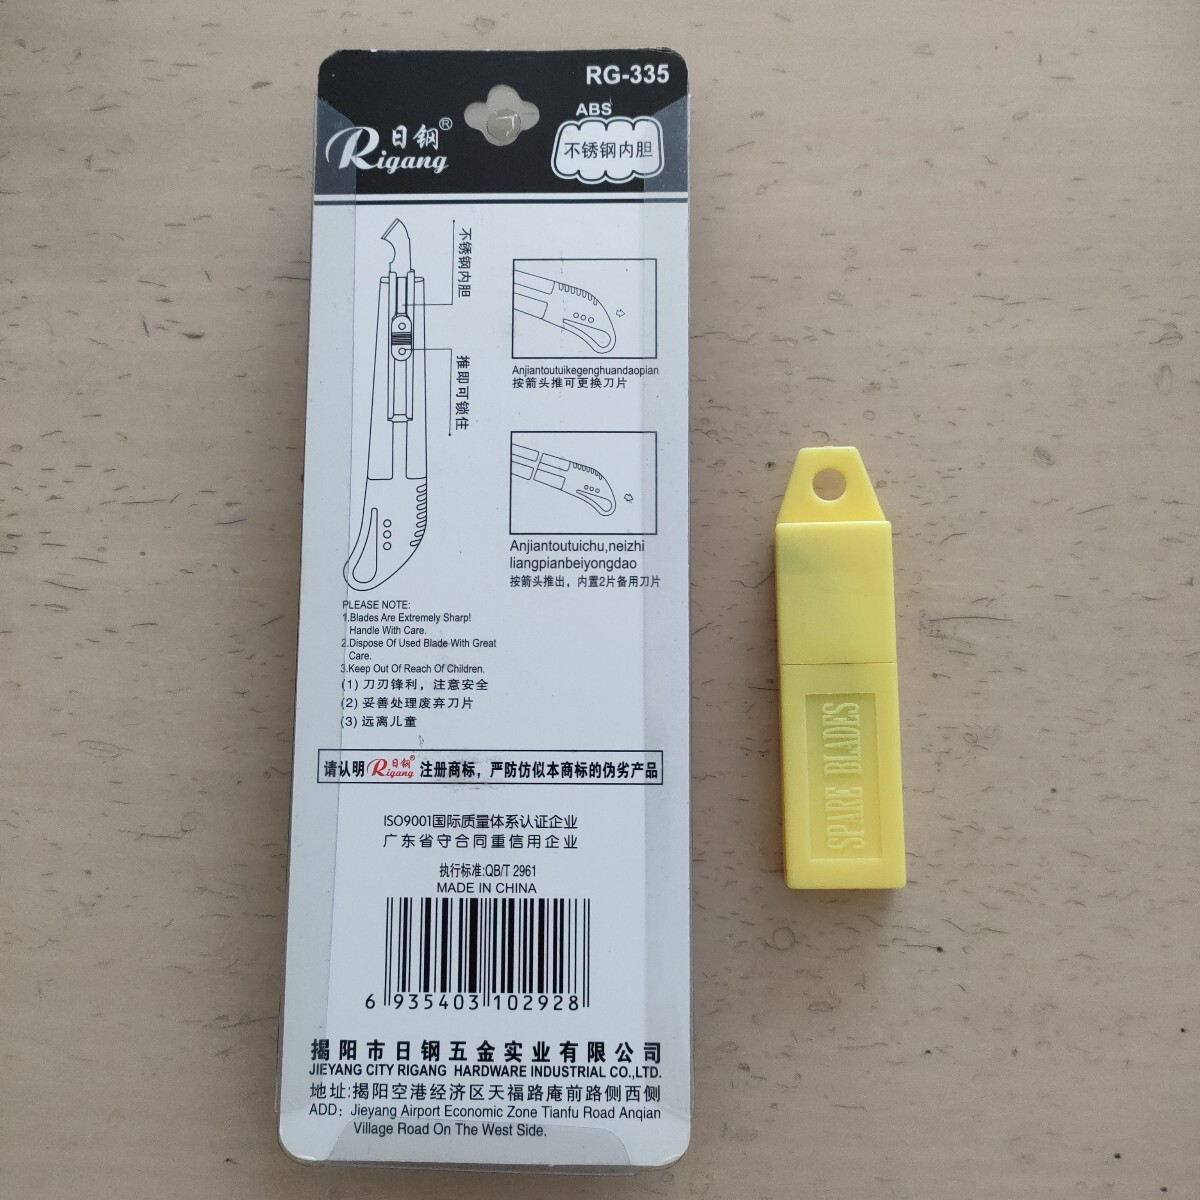 RG-335
ABS
不锈钢内胆
日钢®
Rigang
不锈钢内胆
推即可锁住
Anjiantoutuikegenghuandaopian
按箭头推可更换刀片
Anjiantoutuichu,neizhi
liangpianbeiyongdao
按箭头推出，内置2片备用刀片
PLEASE NOTE:
1.Blades Are Extremely Sharp!
Handle With Care.
2.Dispose Of Used Blade With Great
Care.
3.Keep Out Of Reach Of Children.
(1) 刀刃锋利，注意安全
(2) 妥善处理废弃刀片
(3) 远离儿童
请认明 Rigang 日钢® 注册商标，严防仿似本商标的伪劣产品
ISO9001国际质量体系认证企业
广东省守合同重信用企业
执行标准:QB/T 2961
MADE IN CHINA
6 935403 102928
揭阳市日钢五金实业有限公司
JIEYANG CITY RIGANG HARDWARE INDUSTRIAL CO.,LTD.
地址:揭阳空港经济区天福路庵前路侧西侧
ADD: Jieyang Airport Economic Zone Tianfu Road Anqian
Village Road On The West Side.
SPARE BLADES